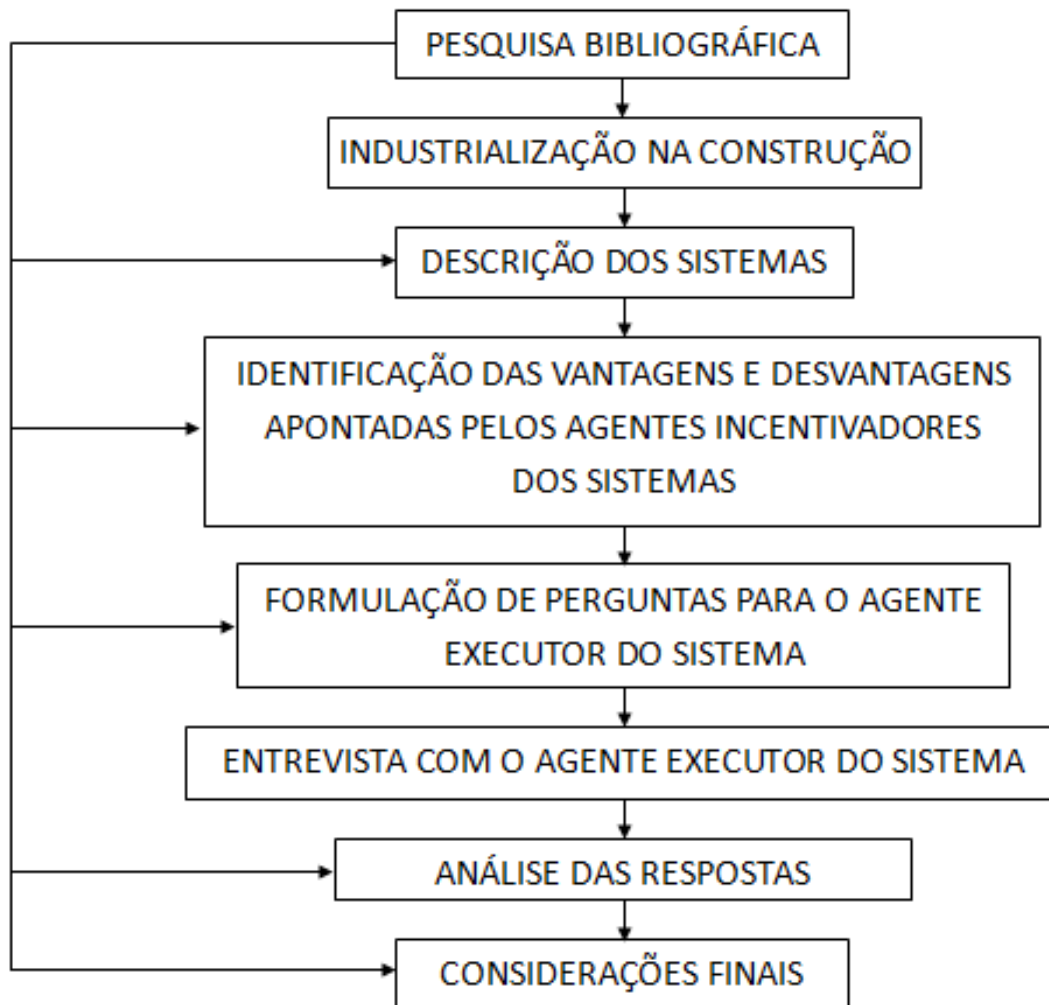 PESQUISA BIBLIOGRÁFICA
INDUSTRIALIZAÇÃO NA CONSTRUÇÃO
DESCRIÇÃO DOS SISTEMAS
IDENTIFICAÇÃO DAS VANTAGENS E DESVANTAGENS
APONTADAS PELOS AGENTES INCENTIVADORES
DOS SISTEMAS
FORMULAÇÃO DE PERGUNTAS PARA O AGENTE
EXECUTOR DO SISTEMA
ENTREVISTA COM O AGENTE EXECUTOR DO SISTEMA
ANÁLISE DAS RESPOSTAS
CONSIDERAÇÕES FINAIS